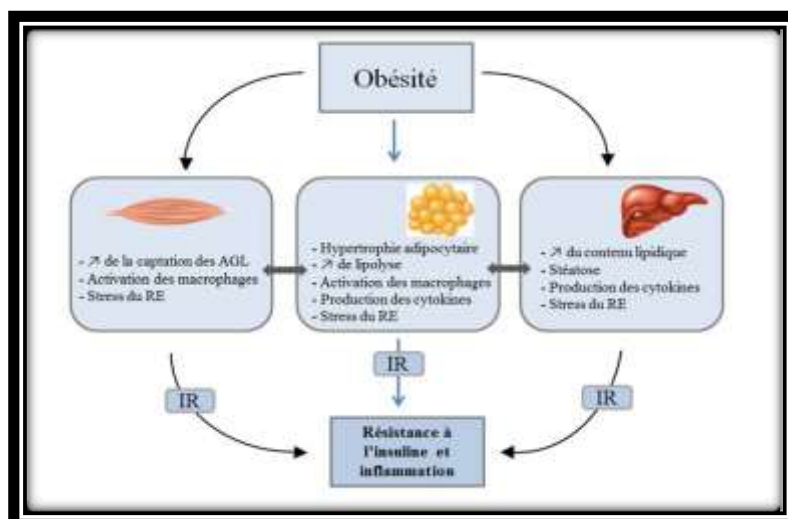 Obésité
- ↗ de la captation des AGL
- Activation des macrophages
- Stress du RE
- Hypertrophie adipocytaire
- ↗ de lipolyse
- Activation des macrophages
- Production des cytokines
- Stress du RE
- ↗ du contenu lipidique
- Stéatose
- Production des cytokines
- Stress du RE
IR
IR
IR
Résistance à
l'insuline et
inflammation